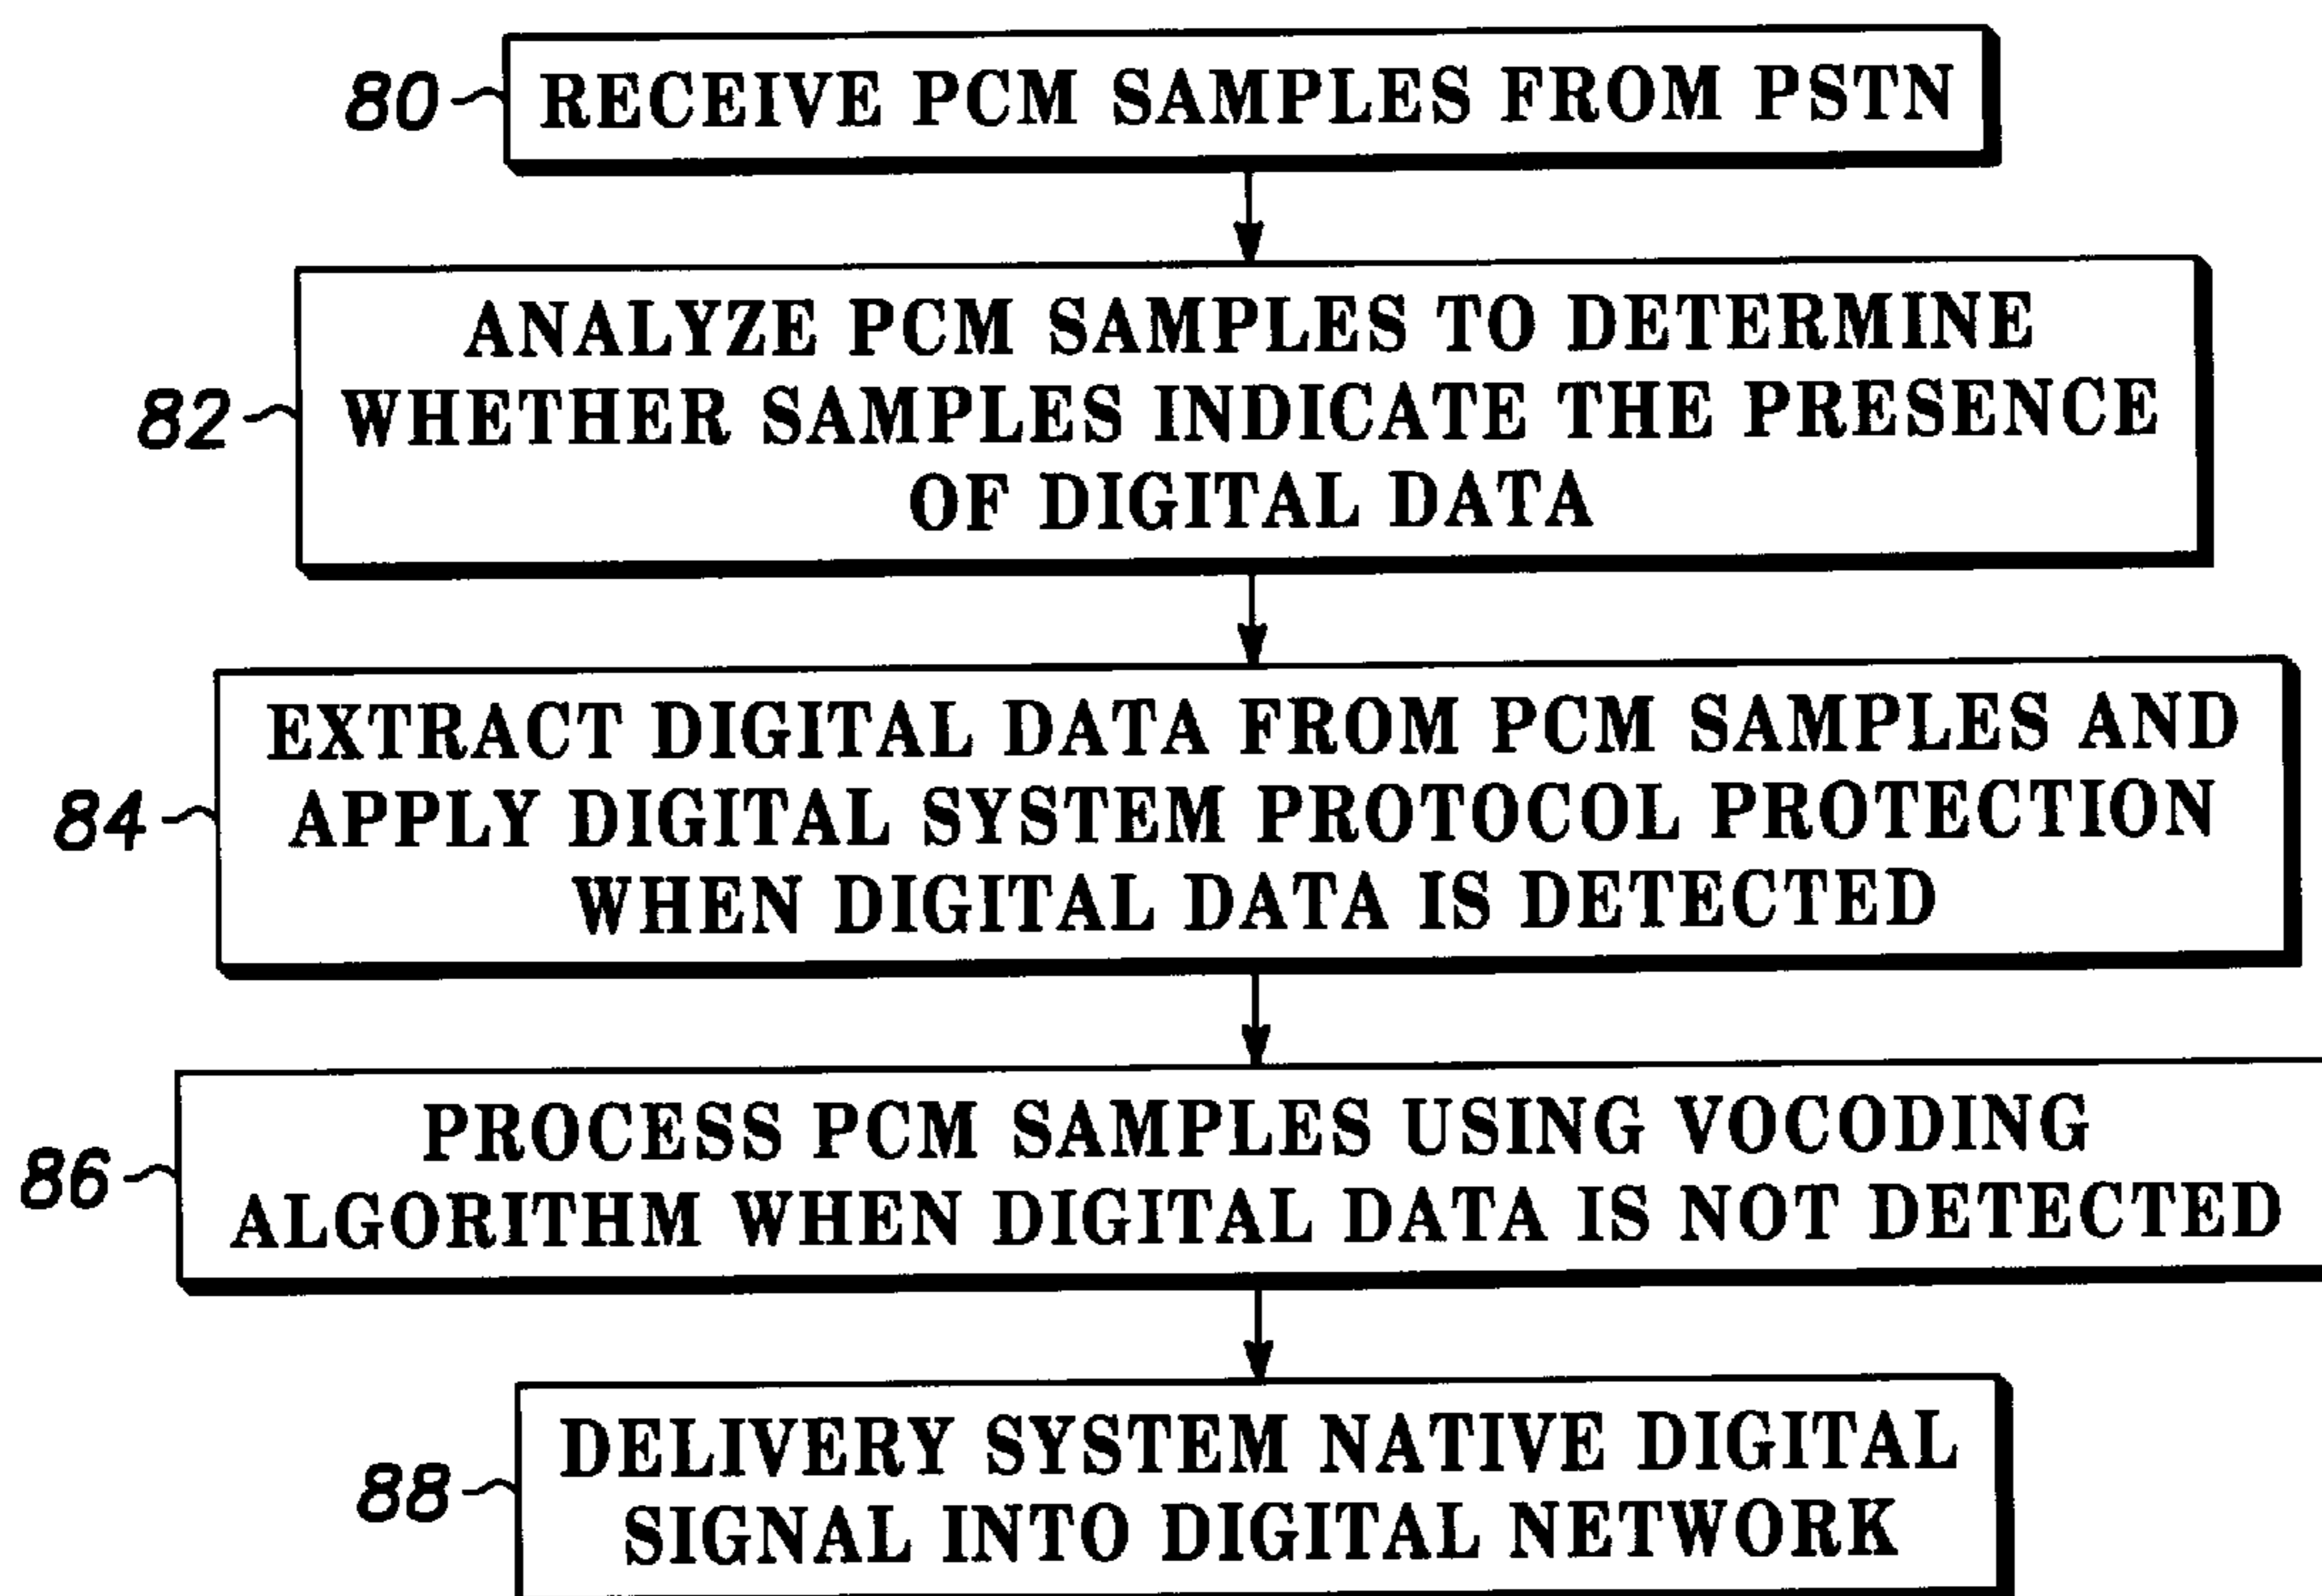 80 RECEIVE PCM SAMPLES FROM PSTN
ANALYZE PCM SAMPLES TO DETERMINE
82 WHETHER SAMPLES INDICATE THE PRESENCE
OF DIGITAL DATA
EXTRACT DIGITAL DATA FROM PCM SAMPLES AND
84 APPLY DIGITAL SYSTEM PROTOCOL PROTECTION
WHEN DIGITAL DATA IS DETECTED
PROCESS PCM SAMPLES USING VOCODING
86 ALGORITHM WHEN DIGITAL DATA IS NOT DETECTED
DELIVERY SYSTEM NATIVE DIGITAL
88 SIGNAL INTO DIGITAL NETWORK